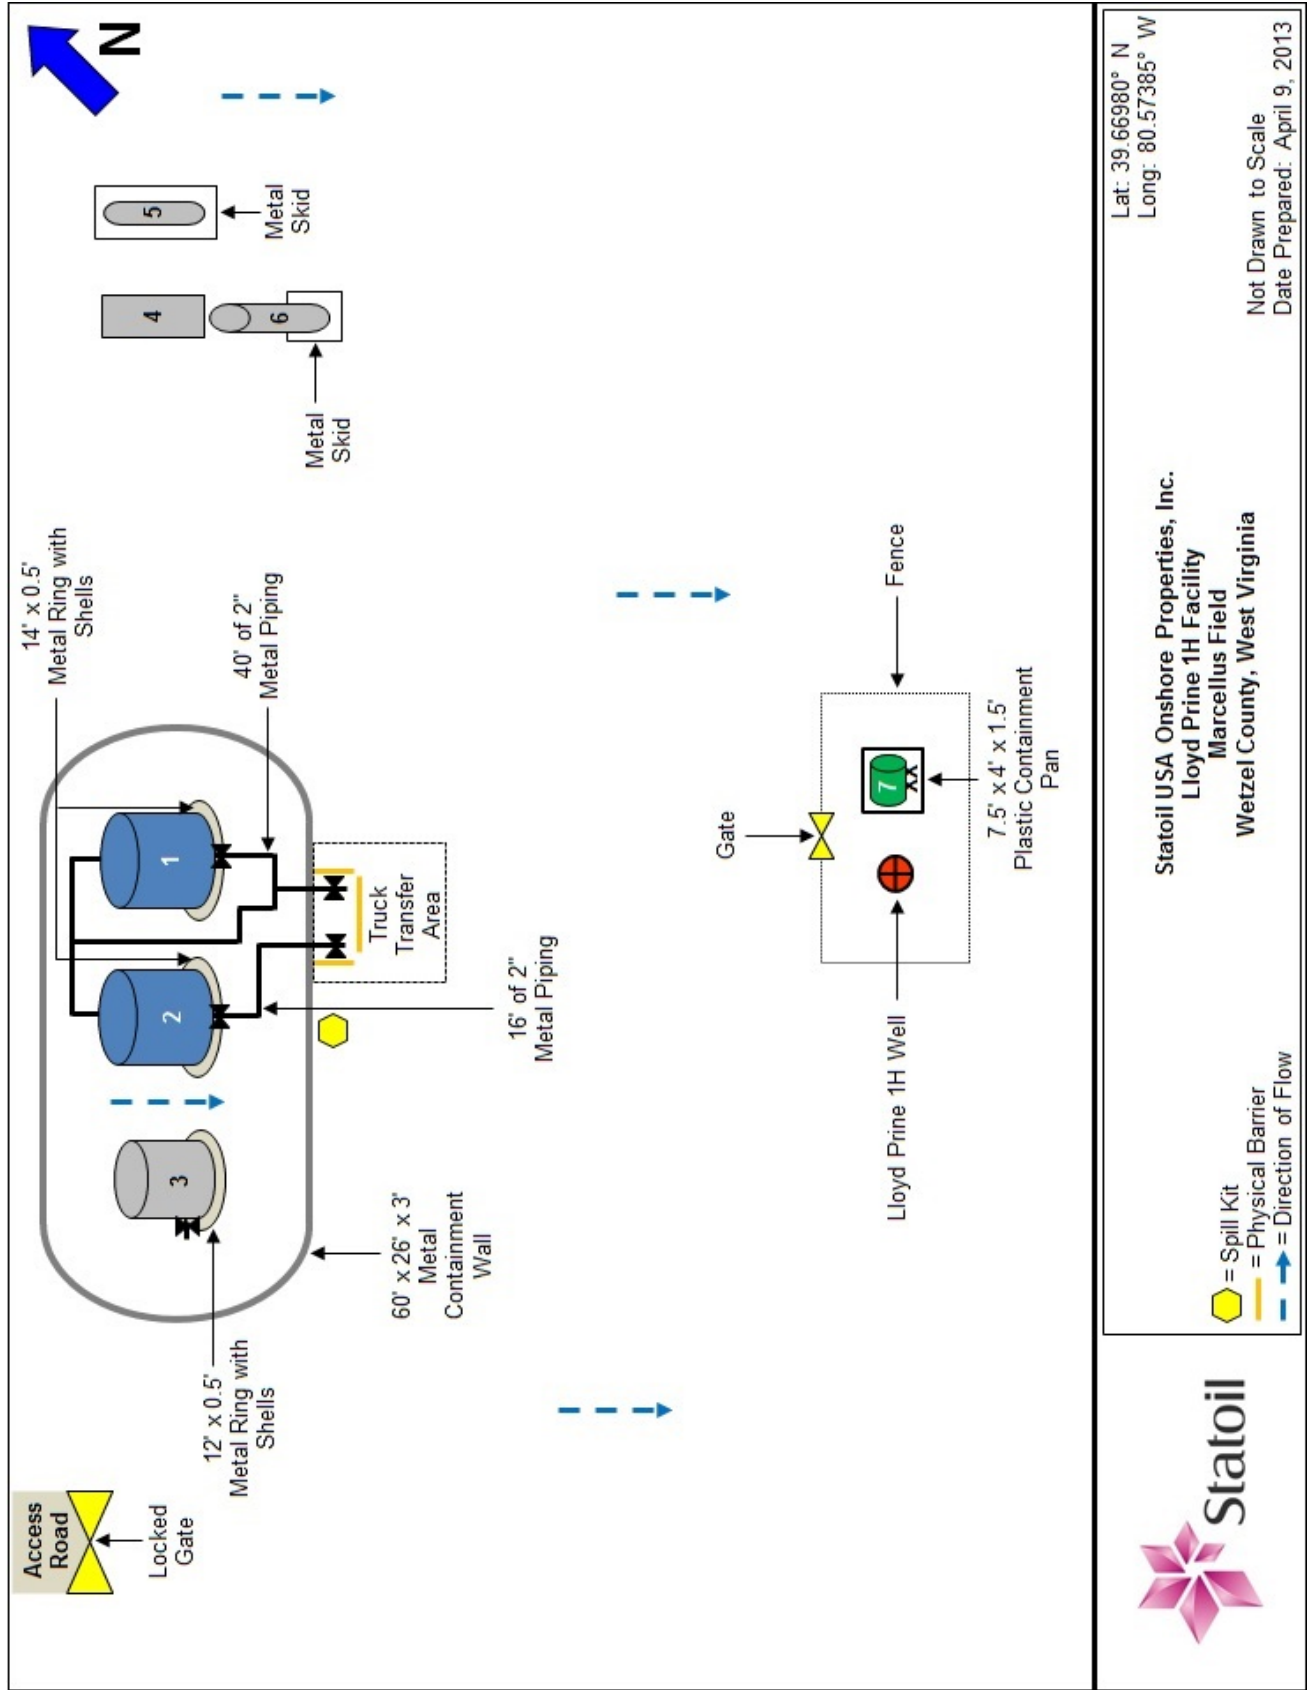 Access
Road
Locked
Gate
12' x 0.5'
Metal Ring with
Shells
60' x 26' x 3'
Metal
Containment
Wall
3
2
1
14' x 0.5'
Metal Ring with
Shells
40' of 2"
Metal Piping
Truck
Transfer
Area
16' of 2"
Metal Piping
4
5
6
Metal
Skid
Metal
Skid
N
Gate
Fence
7
XX
Lloyd Prine 1H Well
7.5' x 4' x 1.5'
Plastic Containment
Pan
Statoil
= Spill Kit
= Physical Barrier
= Direction of Flow
Statoil USA Onshore Properties, Inc.
Lloyd Prine 1H Facility
Marcellus Field
Wetzel County, West Virginia
Lat: 39.66980° N
Long: 80.57385° W
Not Drawn to Scale
Date Prepared: April 9, 2013